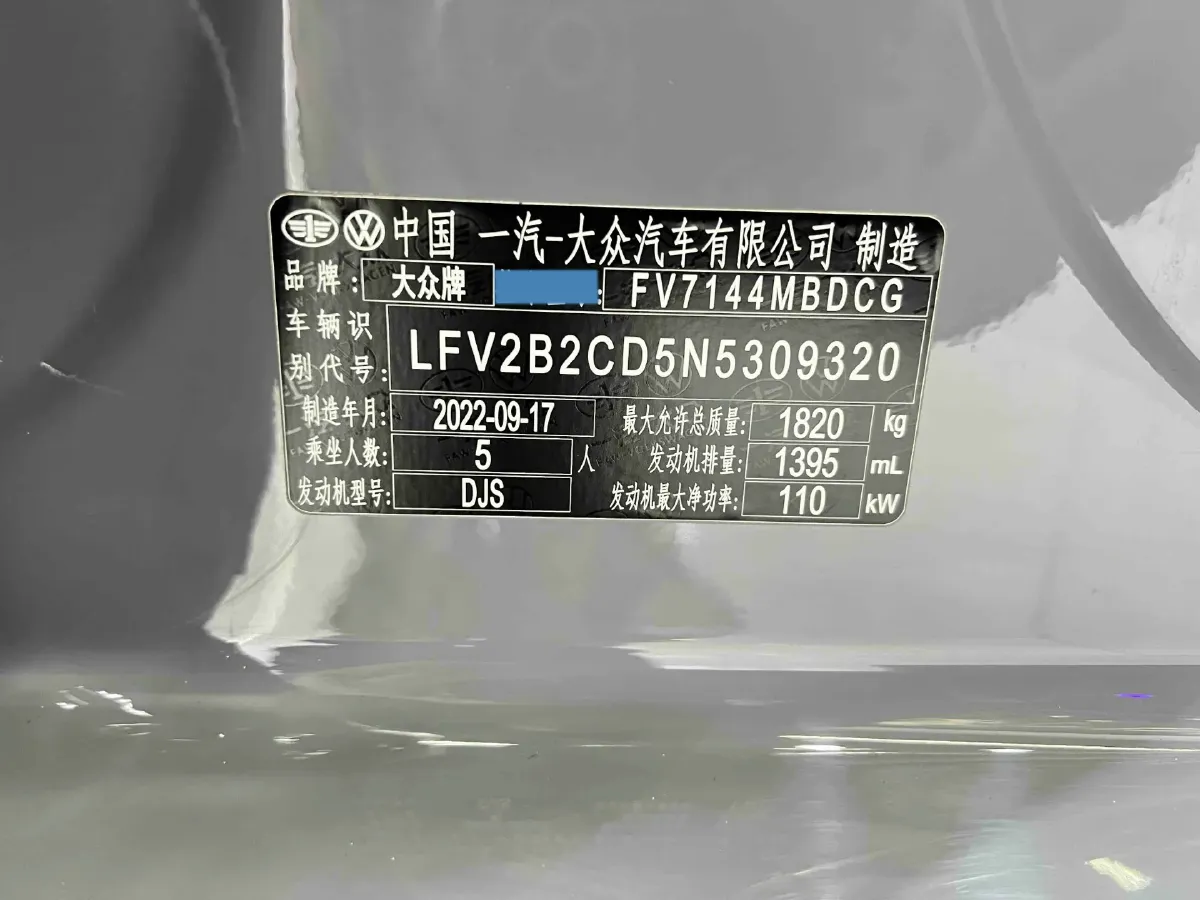 中国 一汽-大众汽车有限公司 制造
品牌: 大众牌 : FV7144MBDCG
车辆识别代号: LFV2B2CD5N5309320
制造年月: 2022-09-17 最大允许总质量: 1820 kg
乘坐人数: 5 人 发动机排量: 1395 mL
发动机型号: DJS 发动机最大净功率: 110 kW